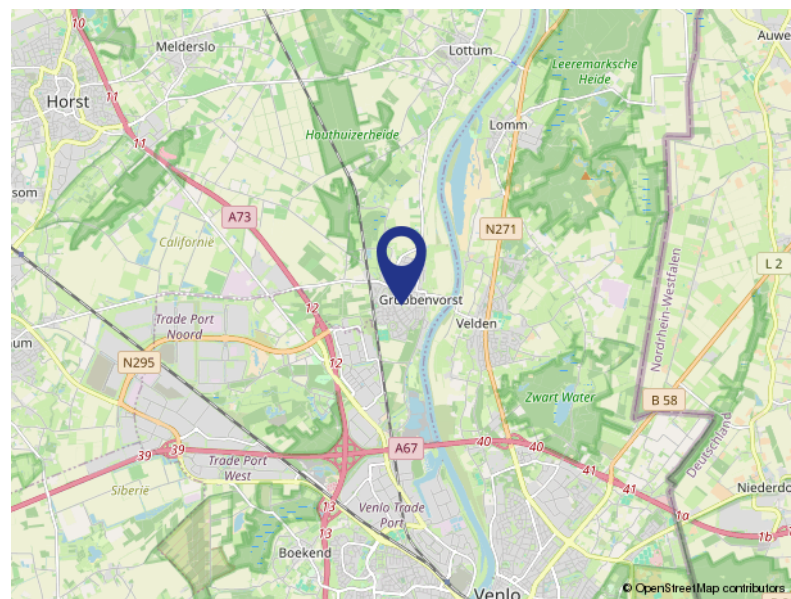 10
Melderslo
Lottum
Auwe
Leeremarksche
Heide
Horst
11
Lomm
11
Houthuizerheide
som
A73
N271
Californië
L 2
Nordrhein-Westfalen
Grubbenvorst
12
Trade Port
Noord
Velden
um
12
N295
Zwart Water
B 58
Deutschland
39
39
A67
40
40
Trade Port
West
41
41
Siberië
Niederdo
13
Venlo Trade
Port
1a
13
1b
Boekend
Venlo
© OpenStreetMap contributors